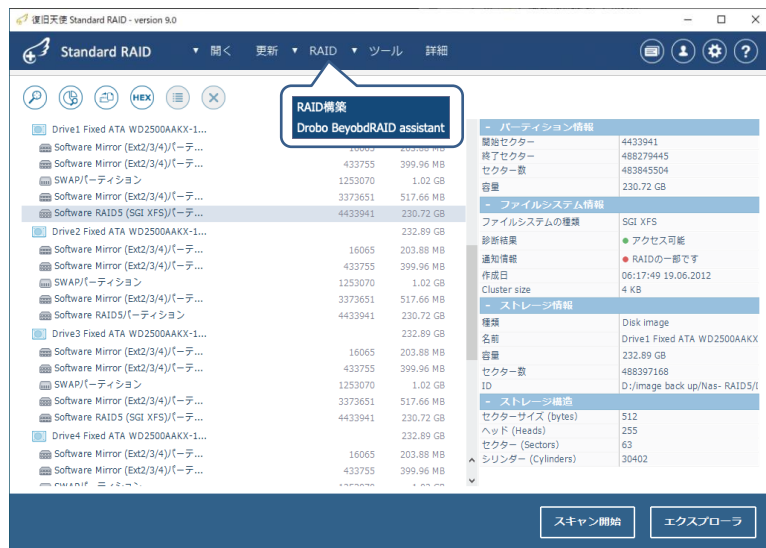 復旧天使 Standard RAID - version 9.0
Standard RAID ▼ 開く 更新 ▼ RAID ▼ ツール 詳細
HEX
RAID構築
Drobo BeyobdRAID assistant
Drive1 Fixed ATA WD2500AAKX-1...
Software Mirror (Ext2/3/4)パーテ... 16065 203.88 MB
Software Mirror (Ext2/3/4)パーテ... 433755 399.96 MB
SWAPパーティション 1253070 1.02 GB
Software Mirror (Ext2/3/4)パーテ... 3373651 517.66 MB
Software RAID5 (SGI XFS)パーテ... 4433941 230.72 GB
Drive2 Fixed ATA WD2500AAKX-1... 232.89 GB
Software Mirror (Ext2/3/4)パーテ... 16065 203.88 MB
Software Mirror (Ext2/3/4)パーテ... 433755 399.96 MB
SWAPパーティション 1253070 1.02 GB
Software Mirror (Ext2/3/4)パーテ... 3373651 517.66 MB
Software RAID5パーティション 4433941 230.72 GB
Drive3 Fixed ATA WD2500AAKX-1... 232.89 GB
Software Mirror (Ext2/3/4)パーテ... 16065 203.88 MB
Software Mirror (Ext2/3/4)パーテ... 433755 399.96 MB
SWAPパーティション 1253070 1.02 GB
Software Mirror (Ext2/3/4)パーテ... 3373651 517.66 MB
Software RAID5 (SGI XFS)パーテ... 4433941 230.72 GB
Drive4 Fixed ATA WD2500AAKX-1... 232.89 GB
Software Mirror (Ext2/3/4)パーテ... 16065 203.88 MB
Software Mirror (Ext2/3/4)パーテ... 433755 399.96 MB
SWAPパーティション 1253070 1.02 GB
− パーティション情報
開始セクター 4433941
終了セクター 488279445
セクター数 483845504
容量 230.72 GB
− ファイルシステム情報
ファイルシステムの種類 SGI XFS
診断結果 ● アクセス可能
通知情報 ● RAIDの一部です
作成日 06:17:49 19.06.2012
Cluster size 4 KB
− ストレージ情報
種類 Disk image
名前 Drive1 Fixed ATA WD2500AAKX
容量 232.89 GB
セクター数 488397168
ID D:/image back up/Nas- RAID5/
− ストレージ構造
セクターサイズ (bytes) 512
ヘッド (Heads) 255
セクター (Sectors) 63
シリンダー (Cylinders) 30402
スキャン開始 エクスプローラ